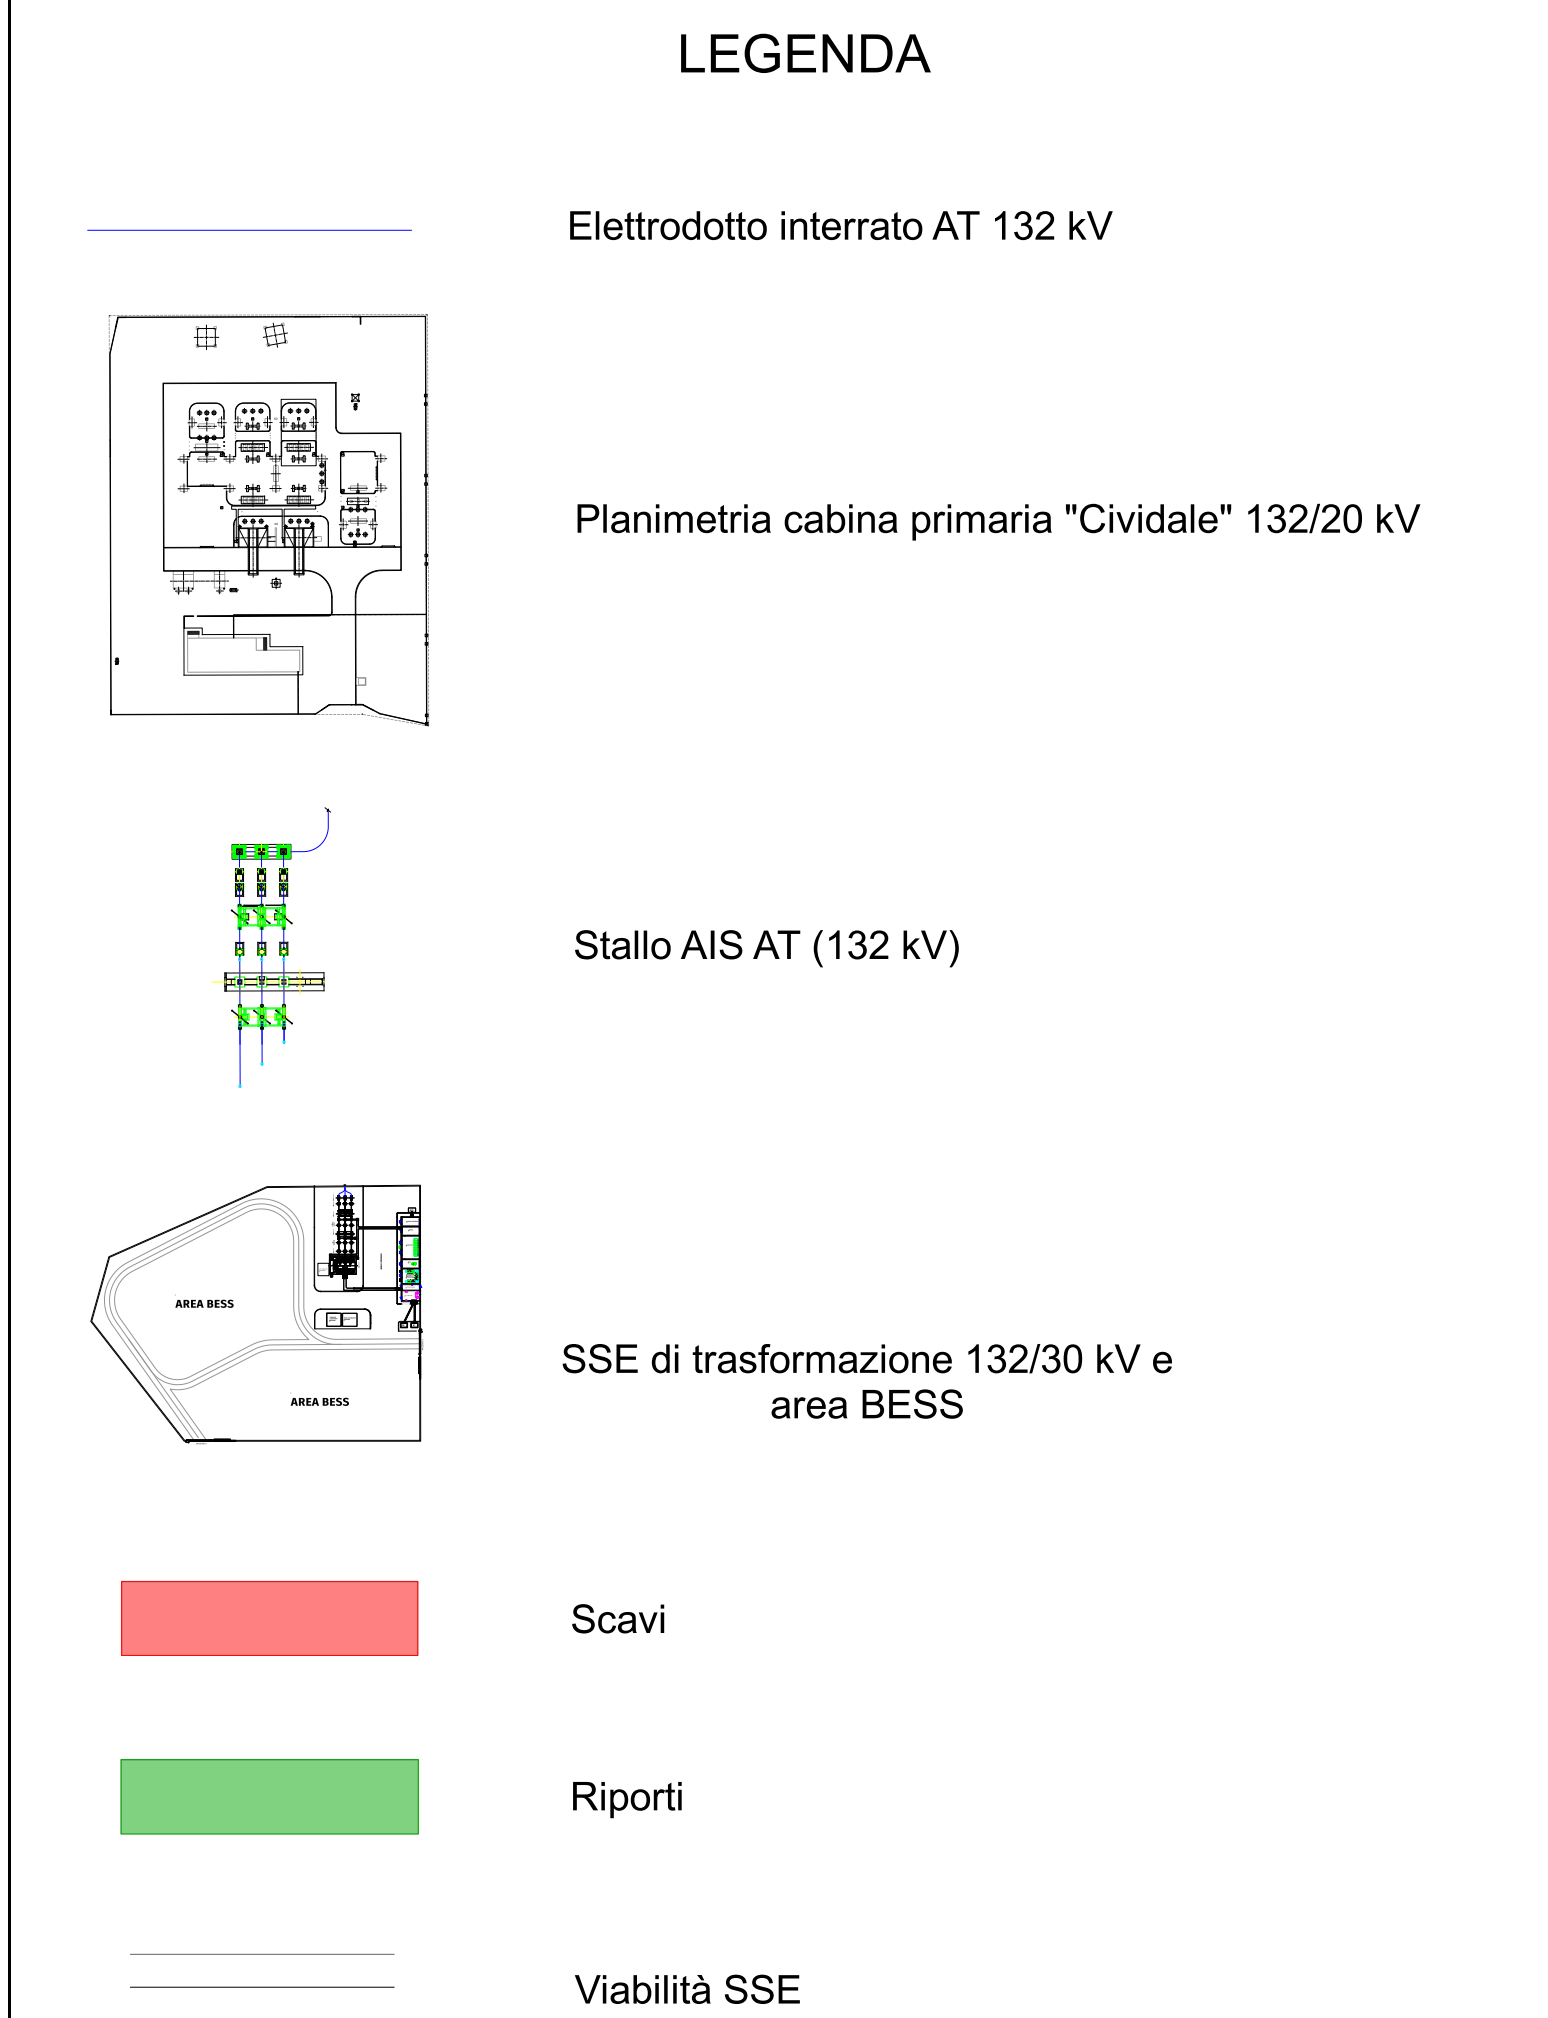 LEGENDA
Elettrodotto interrato AT 132 kV
Planimetria cabina primaria "Cividale" 132/20 kV
Stallo AIS AT (132 kV)
AREA BESS
AREA BESS
SSE di trasformazione 132/30 kV e
area BESS
Scavi
Riporti
Viabilità SSE